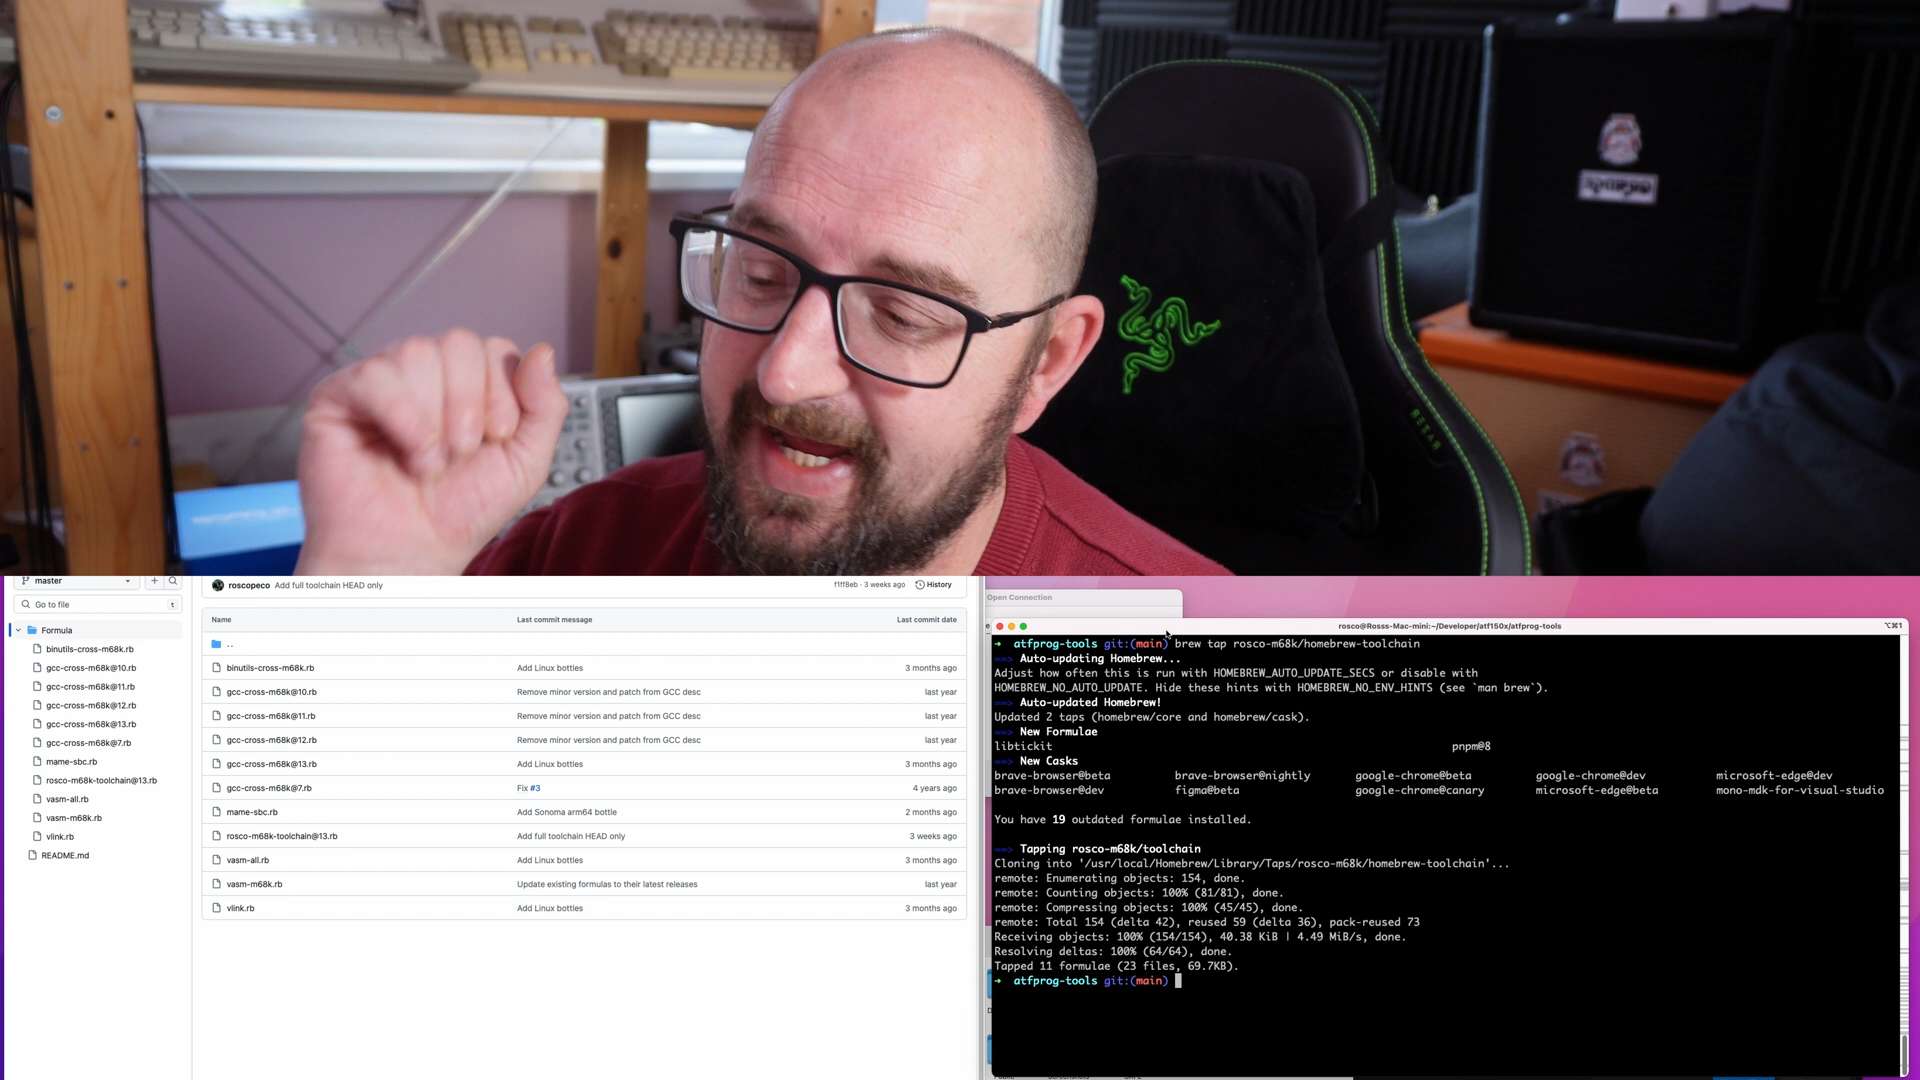 RAZER
master
Go to file
t
Formula
binutils-cross-m68k.rb
gcc-cross-m68k@10.rb
gcc-cross-m68k@11.rb
gcc-cross-m68k@12.rb
gcc-cross-m68k@13.rb
gcc-cross-m68k@7.rb
mame-sbc.rb
rosco-m68k-toolchain@13.rb
vasm-all.rb
vasm-m68k.rb
vlink.rb
README.md
roscopeco Add full toolchain HEAD only f1ff8eb · 3 weeks ago History
Name Last commit message Last commit date
..
binutils-cross-m68k.rb Add Linux bottles 3 months ago
gcc-cross-m68k@10.rb Remove minor version and patch from GCC desc last year
gcc-cross-m68k@11.rb Remove minor version and patch from GCC desc last year
gcc-cross-m68k@12.rb Remove minor version and patch from GCC desc last year
gcc-cross-m68k@13.rb Add Linux bottles 3 months ago
gcc-cross-m68k@7.rb Fix #3 4 years ago
mame-sbc.rb Add Sonoma arm64 bottle 2 months ago
rosco-m68k-toolchain@13.rb Add full toolchain HEAD only 3 weeks ago
vasm-all.rb Add Linux bottles 3 months ago
vasm-m68k.rb Update existing formulas to their latest releases last year
vlink.rb Add Linux bottles 3 months ago
Open Connection
rosco@Rosss-Mac-mini:~/Developer/atf150x/atfprog-tools ⌥⌘1
→ atfprog-tools git:(main) brew tap rosco-m68k/homebrew-toolchain
==> Auto-updating Homebrew...
Adjust how often this is run with HOMEBREW_AUTO_UPDATE_SECS or disable with
HOMEBREW_NO_AUTO_UPDATE. Hide these hints with HOMEBREW_NO_ENV_HINTS (see `man brew`).
==> Auto-updated Homebrew!
Updated 2 taps (homebrew/core and homebrew/cask).
==> New Formulae
libtickit pnpm@8
==> New Casks
brave-browser@beta brave-browser@nightly google-chrome@beta google-chrome@dev microsoft-edge@dev
brave-browser@dev figma@beta google-chrome@canary microsoft-edge@beta mono-mdk-for-visual-studio
You have 19 outdated formulae installed.
==> Tapping rosco-m68k/toolchain
Cloning into '/usr/local/Homebrew/Library/Taps/rosco-m68k/homebrew-toolchain'...
remote: Enumerating objects: 154, done.
remote: Counting objects: 100% (81/81), done.
remote: Compressing objects: 100% (45/45), done.
remote: Total 154 (delta 42), reused 59 (delta 36), pack-reused 73
Receiving objects: 100% (154/154), 40.38 KiB | 4.49 MiB/s, done.
Resolving deltas: 100% (64/64), done.
Tapped 11 formulae (23 files, 69.7KB).
→ atfprog-tools git:(main)